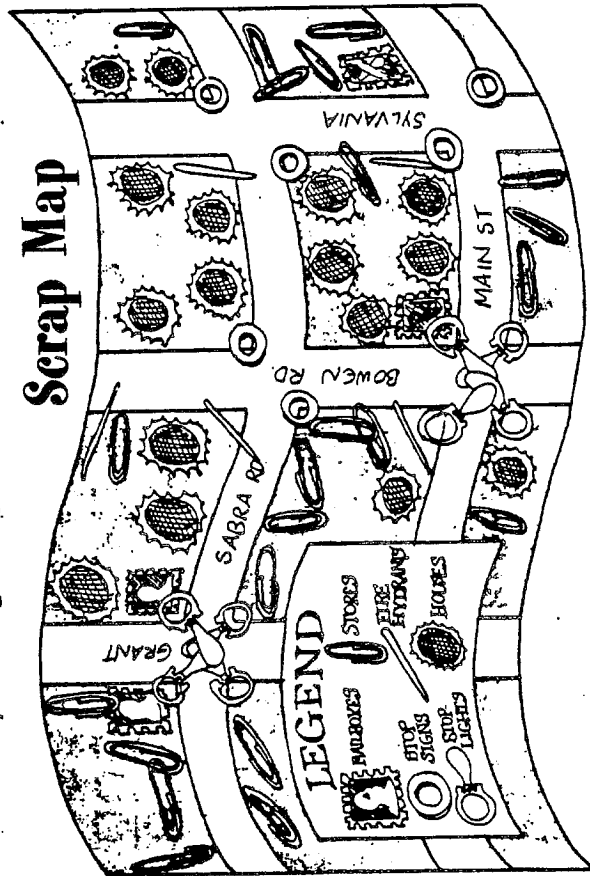 Scrap Map
GRANT
SABRA RD
BOWEN RD.
SYLVANIA
MAIN ST
LEGEND
MAILBOXES
STORES
STOP
SIGNS
FIRE
HYDRANTS
STOP
LIGHTS
HOUSES